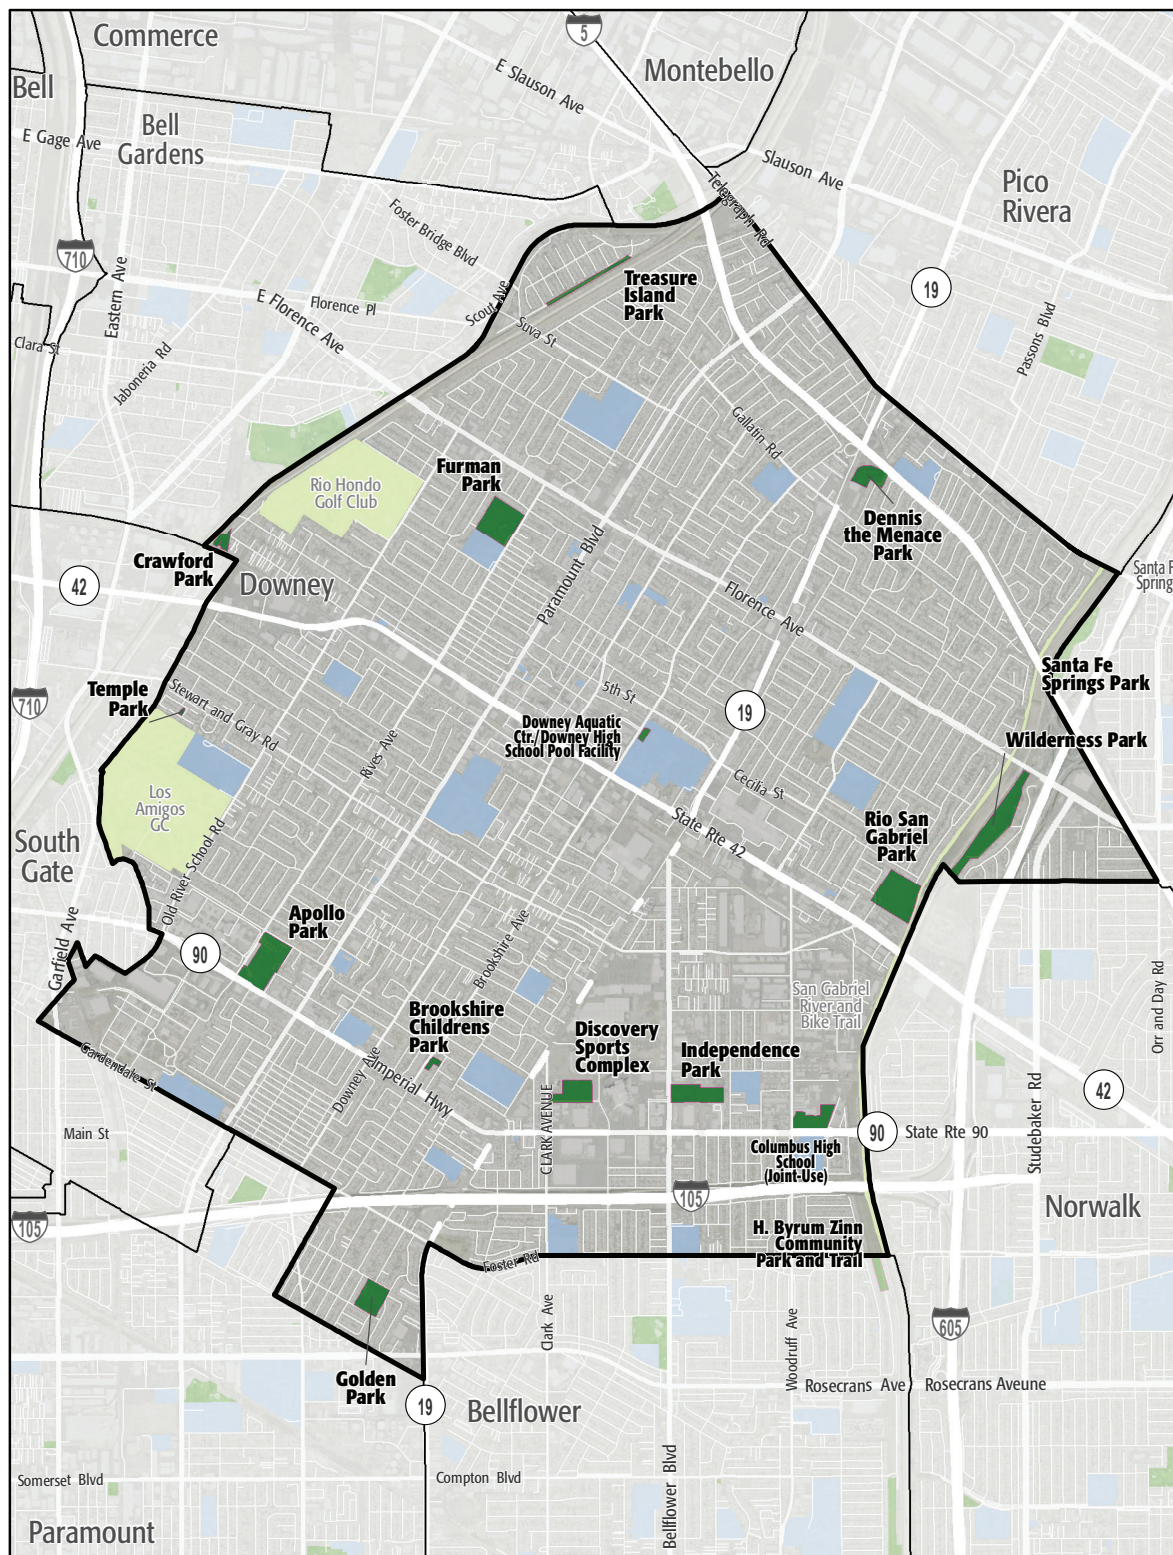 Commerce
5
Montebello
E Slauson Ave
Bell
Bell
Gardens
E Gage Ave
Slauson Ave
Pico
Rivera
Telegraph Rd
Foster Bridge Blvd
710
Eastern Ave
19
E Florence Ave
Florence Pl
Scout Ave
Treasure
Island
Park
Suva St
Passons Blvd
Clara St
Jaboneria Rd
Gallatin Rd
Furman
Park
Rio Hondo
Golf Club
Dennis
the Menace
Park
Crawford
Park
Downey
42
Paramount Blvd
Florence Ave
Santa F
Spring
Santa Fe
Springs Park
Temple
Park
Stewart and Gray Rd
5th St
19
710
Downey Aquatic
Ctr./Downey High
School Pool Facility
Wilderness Park
Rives Ave
Cecilia St
Los
Amigos
GC
State Rte 42
Rio San
Gabriel
Park
South
Gate
Old River School Rd
Garfield Ave
Apollo
Park
90
Brookshire Ave
San Gabriel
River and
Bike Trail
Orr and Day Rd
Brookshire
Childrens
Park
Discovery
Sports
Complex
Independence
Park
Gardendale St
Downey Ave
Imperial Hwy
CLARK AVENUE
Studebaker Rd
42
Main St
90
State Rte 90
Columbus High
School
(Joint-Use)
105
105
Norwalk
H. Byrum Zinn
Community
Park and Trail
Foster Rd
Clark Ave
Woodruff Ave
605
Golden
Park
Rosecrans Ave
Rosecrans Aveune
19
Bellflower
Bellflower Blvd
Somerset Blvd
Compton Blvd
Paramount